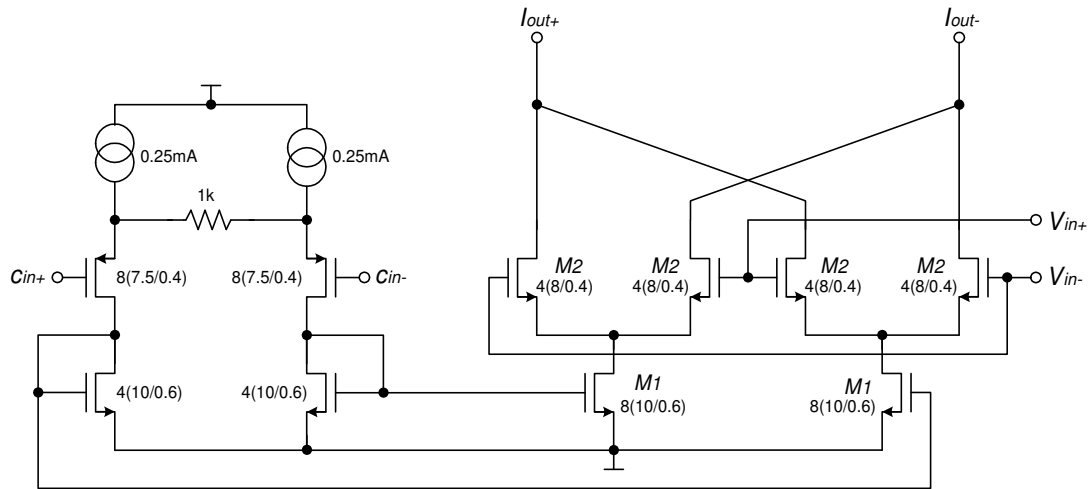 Iout+
Iout-
0.25mA
0.25mA
1k
Vin+
Cin+
8(7.5/0.4)
8(7.5/0.4)
Cin-
M2
4(8/0.4)
M2
4(8/0.4)
M2
4(8/0.4)
M2
4(8/0.4)
Vin-
4(10/0.6)
4(10/0.6)
M1
8(10/0.6)
M1
8(10/0.6)